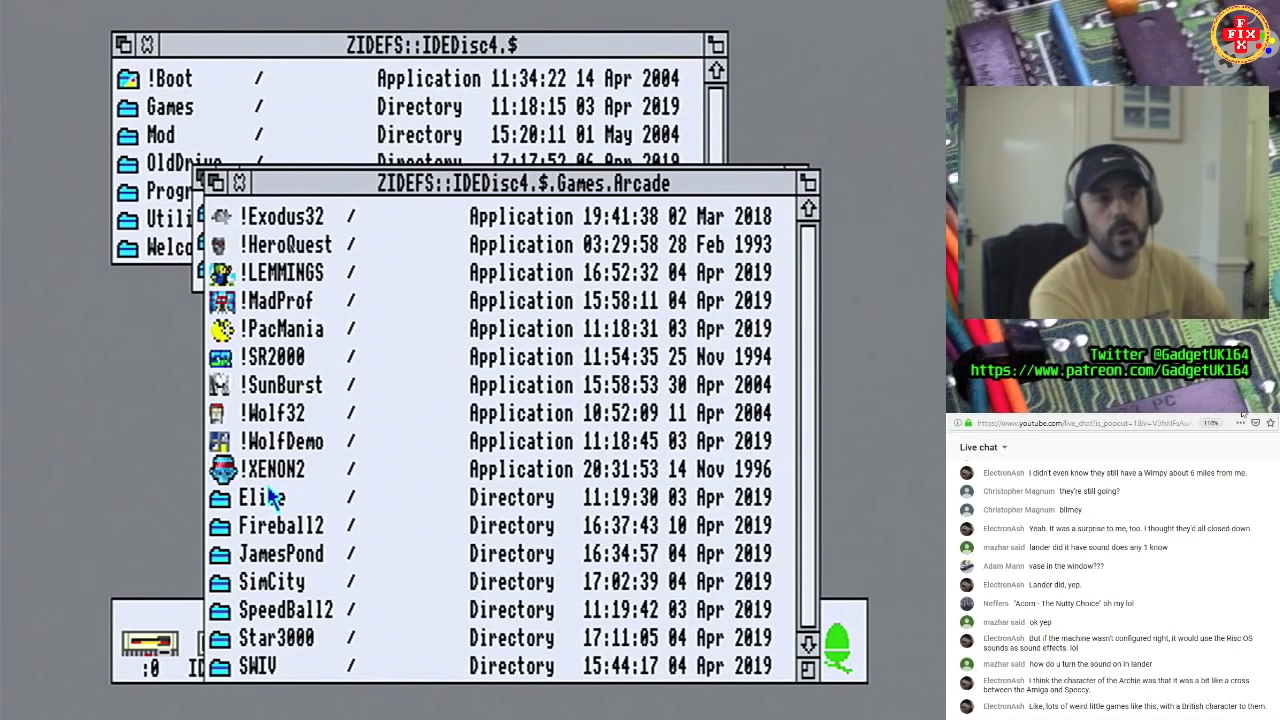 ZIDEFS::IDEDisc4.$
!Boot / Application 11:34:22 14 Apr 2004
Games / Directory 11:18:15 03 Apr 2019
Mod / Directory 15:20:11 01 May 2004
OldDrive / Directory 17:17:52 06 Apr 2019
Progr
Utili
Welco
ZIDEFS::IDEDisc4.$.Games.Arcade
!Exodus32 / Application 19:41:38 02 Mar 2018
!HeroQuest / Application 03:29:58 28 Feb 1993
!LEMMINGS / Application 16:52:32 04 Apr 2019
!MadProf / Application 15:58:11 04 Apr 2019
!PacMania / Application 11:18:31 03 Apr 2019
!SR2000 / Application 11:54:35 25 Nov 1994
!SunBurst / Application 15:58:53 30 Apr 2004
!Wolf32 / Application 10:52:09 11 Apr 2004
!WolfDemo / Application 11:18:45 03 Apr 2019
!XENON2 / Application 20:31:53 14 Nov 1996
Elite / Directory 11:19:30 03 Apr 2019
Fireball2 / Directory 16:37:43 10 Apr 2019
JamesPond / Directory 16:34:57 04 Apr 2019
SimCity / Directory 17:02:39 04 Apr 2019
SpeedBall2 / Directory 11:19:42 03 Apr 2019
Star3000 / Directory 17:11:05 04 Apr 2019
SWIV / Directory 15:44:17 04 Apr 2019
:0 ID
FIX
Twitter @GadgetUK164
https://www.patreon.com/GadgetUK164
PC
110%
Live chat
ElectronAsh I didn't even know they still have a Wimpy about 6 miles from me.
Christopher Magnum they're still going?
Christopher Magnum blimey
ElectronAsh Yeah. It was a surprise to me, too. I thought they'd all closed down.
mazhar said lander did it have sound does any 1 know
Adam Mann vase in the window???
ElectronAsh Lander did, yep.
Neffers "Acorn - The Nutty Choice" oh my lol
mazhar said ok yep
ElectronAsh But if the machine wasn't configured right, it would use the Risc OS
sounds as sound effects. lol
mazhar said how do u turn the sound on in lander
ElectronAsh I think the character of the Archie was that it was a bit like a cross
between the Amiga and Speccy.
ElectronAsh Like, lots of weird little games like this, with a British character to them.